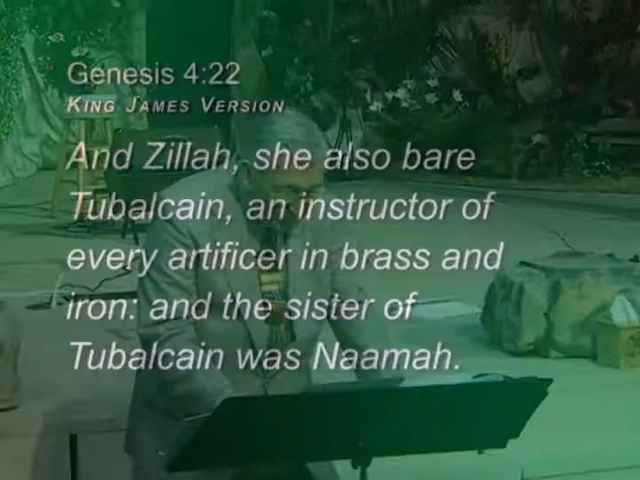 Genesis 4:22
King James Version
And Zillah, she also bare
Tubalcain, an instructor of
every artificer in brass and
iron: and the sister of
Tubalcain was Naamah.